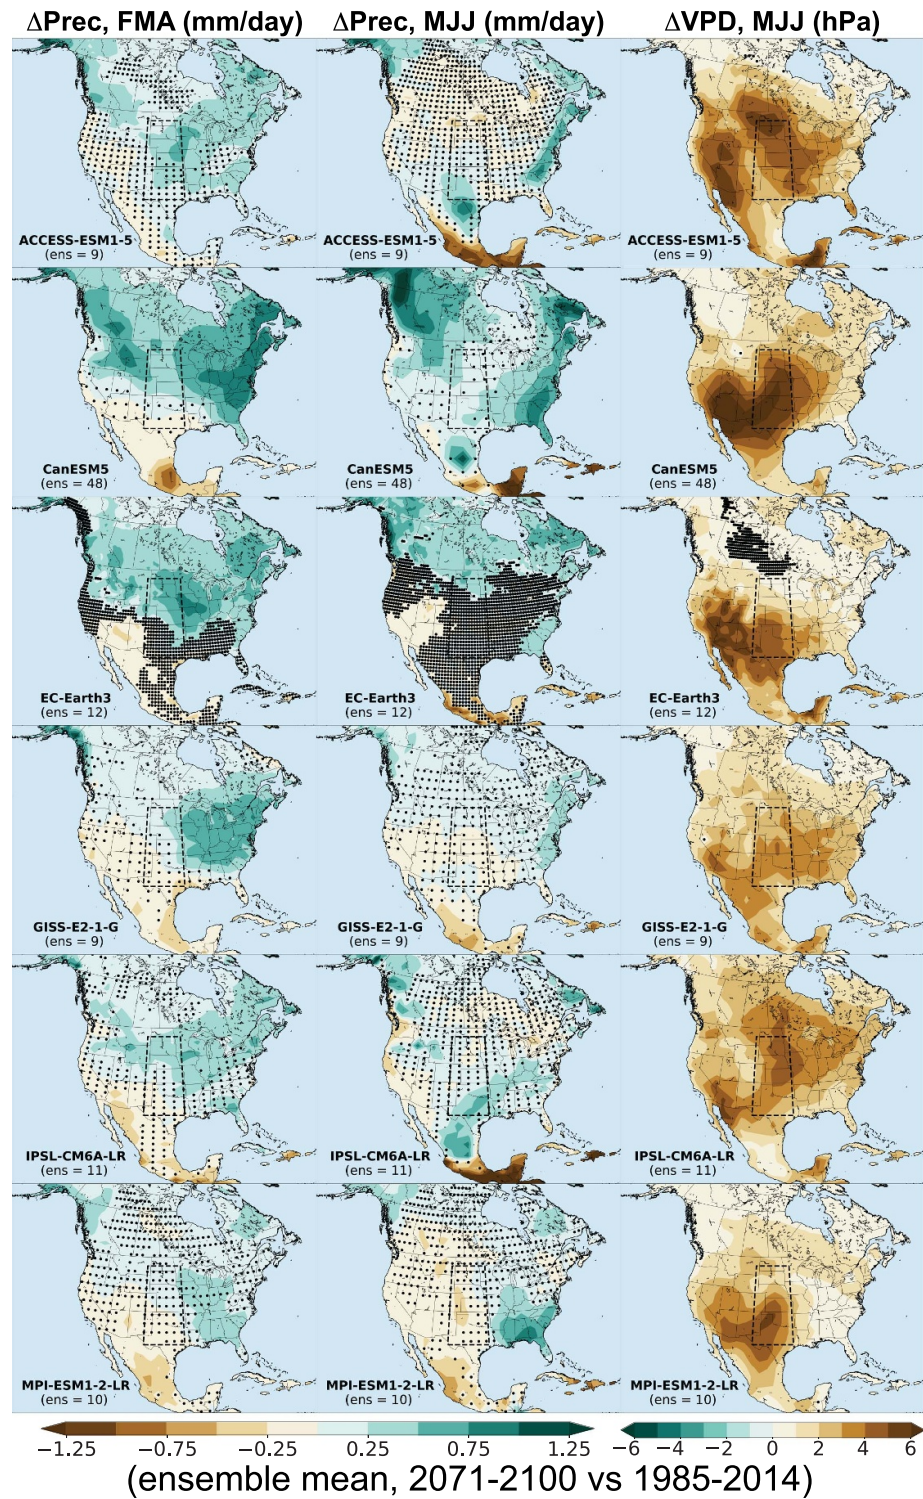 ΔPrec, FMA (mm/day) ΔPrec, MJJ (mm/day) ΔVPD, MJJ (hPa)
ACCESS-ESM1-5 ACCESS-ESM1-5 ACCESS-ESM1-5
(ens = 9) (ens = 9) (ens = 9)
CanESM5 CanESM5 CanESM5
(ens = 48) (ens = 48) (ens = 48)
EC-Earth3 EC-Earth3 EC-Earth3
(ens = 12) (ens = 12) (ens = 12)
GISS-E2-1-G GISS-E2-1-G GISS-E2-1-G
(ens = 9) (ens = 9) (ens = 9)
IPSL-CM6A-LR IPSL-CM6A-LR IPSL-CM6A-LR
(ens = 11) (ens = 11) (ens = 11)
MPI-ESM1-2-LR MPI-ESM1-2-LR MPI-ESM1-2-LR
(ens = 10) (ens = 10) (ens = 10)
−1.25 −0.75 −0.25 0.25 0.75 1.25 −6 −4 −2 0 2 4 6
(ensemble mean, 2071-2100 vs 1985-2014)